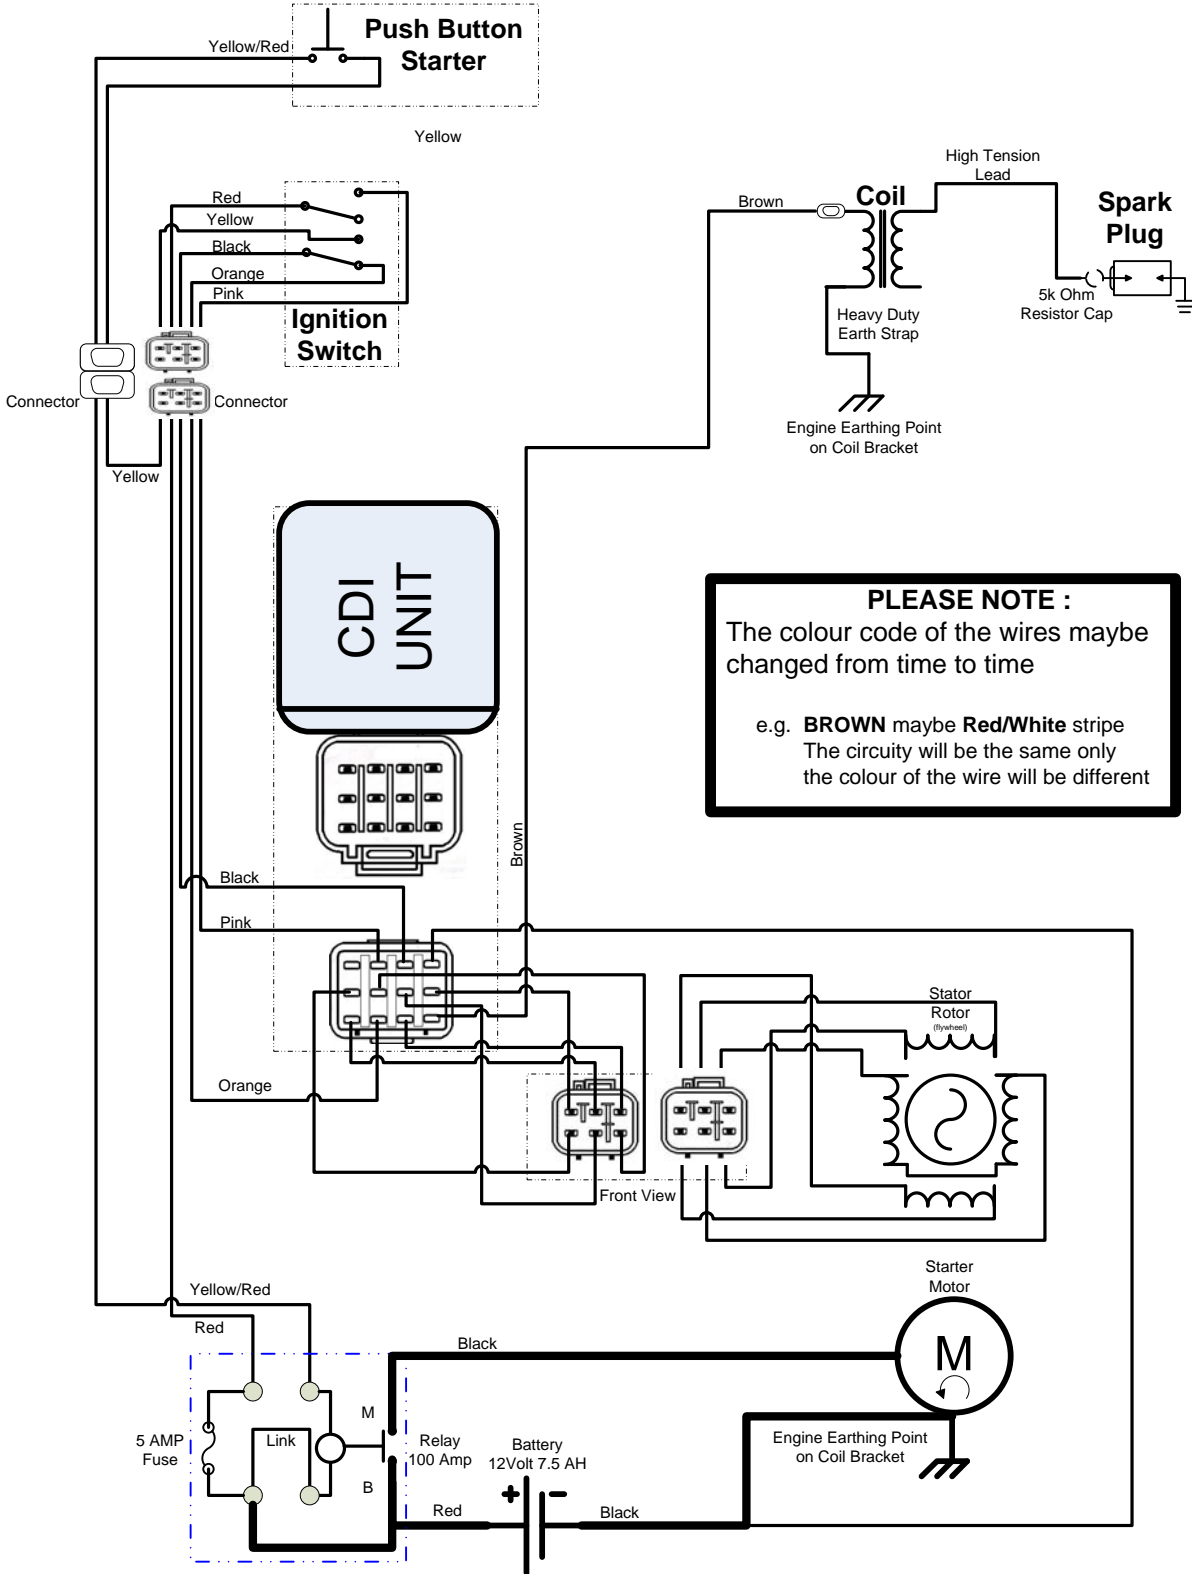 Push Button
Starter
Yellow/Red
Yellow
High Tension
Lead
Coil
Brown
Spark
Plug
Red
Yellow
Black
Orange
Pink
Ignition
Switch
5k Ohm
Resistor Cap
Heavy Duty
Earth Strap
Connector
Connector
Engine Earthing Point
on Coil Bracket
Yellow
CDI
UNIT
PLEASE NOTE :
The colour code of the wires maybe
changed from time to time
e.g. BROWN maybe Red/White stripe
The circuity will be the same only
the colour of the wire will be different
Brown
Black
Pink
Stator
Rotor
(flywheel)
Orange
Front View
Starter
Motor
Yellow/Red
Red
Black
M
M
5 AMP
Fuse
Link
Relay
100 Amp
Battery
12Volt 7.5 AH
Engine Earthing Point
on Coil Bracket
B
+
−
Red
Black